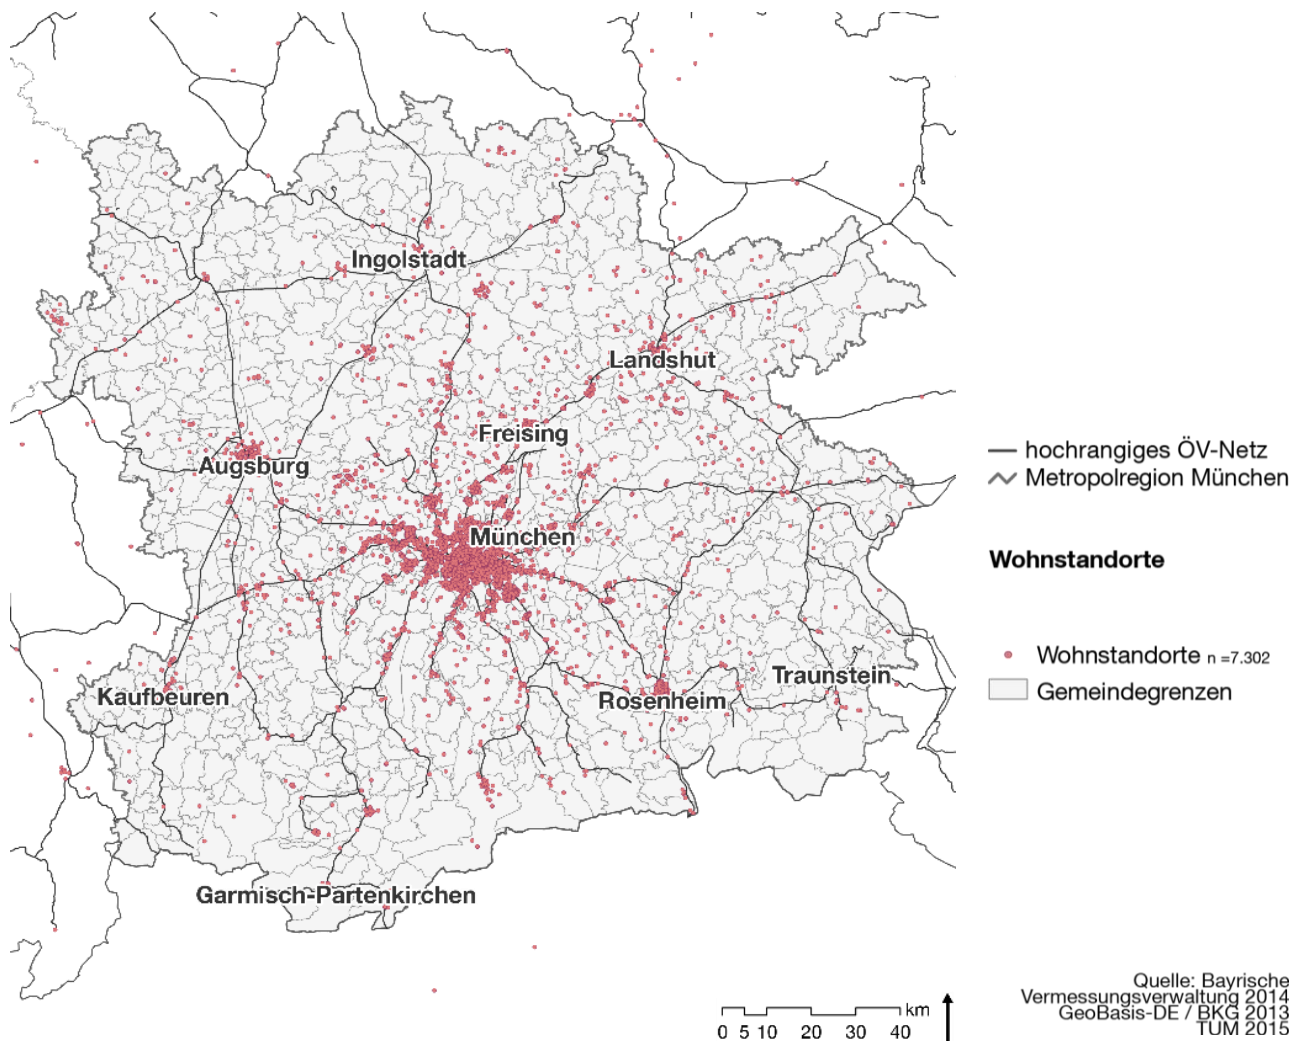 Ingolstadt
Landshut
Freising
Augsburg
München
Traunstein
Kaufbeuren
Rosenheim
Garmisch-Partenkirchen
hochrangiges ÖV-Netz
Metropolregion München
Wohnstandorte
Wohnstandorte n =7.302
Gemeindegrenzen
km
0 5 10 20 30 40
Quelle: Bayrische
Vermessungsverwaltung 2014
GeoBasis-DE / BKG 2013
TUM 2015